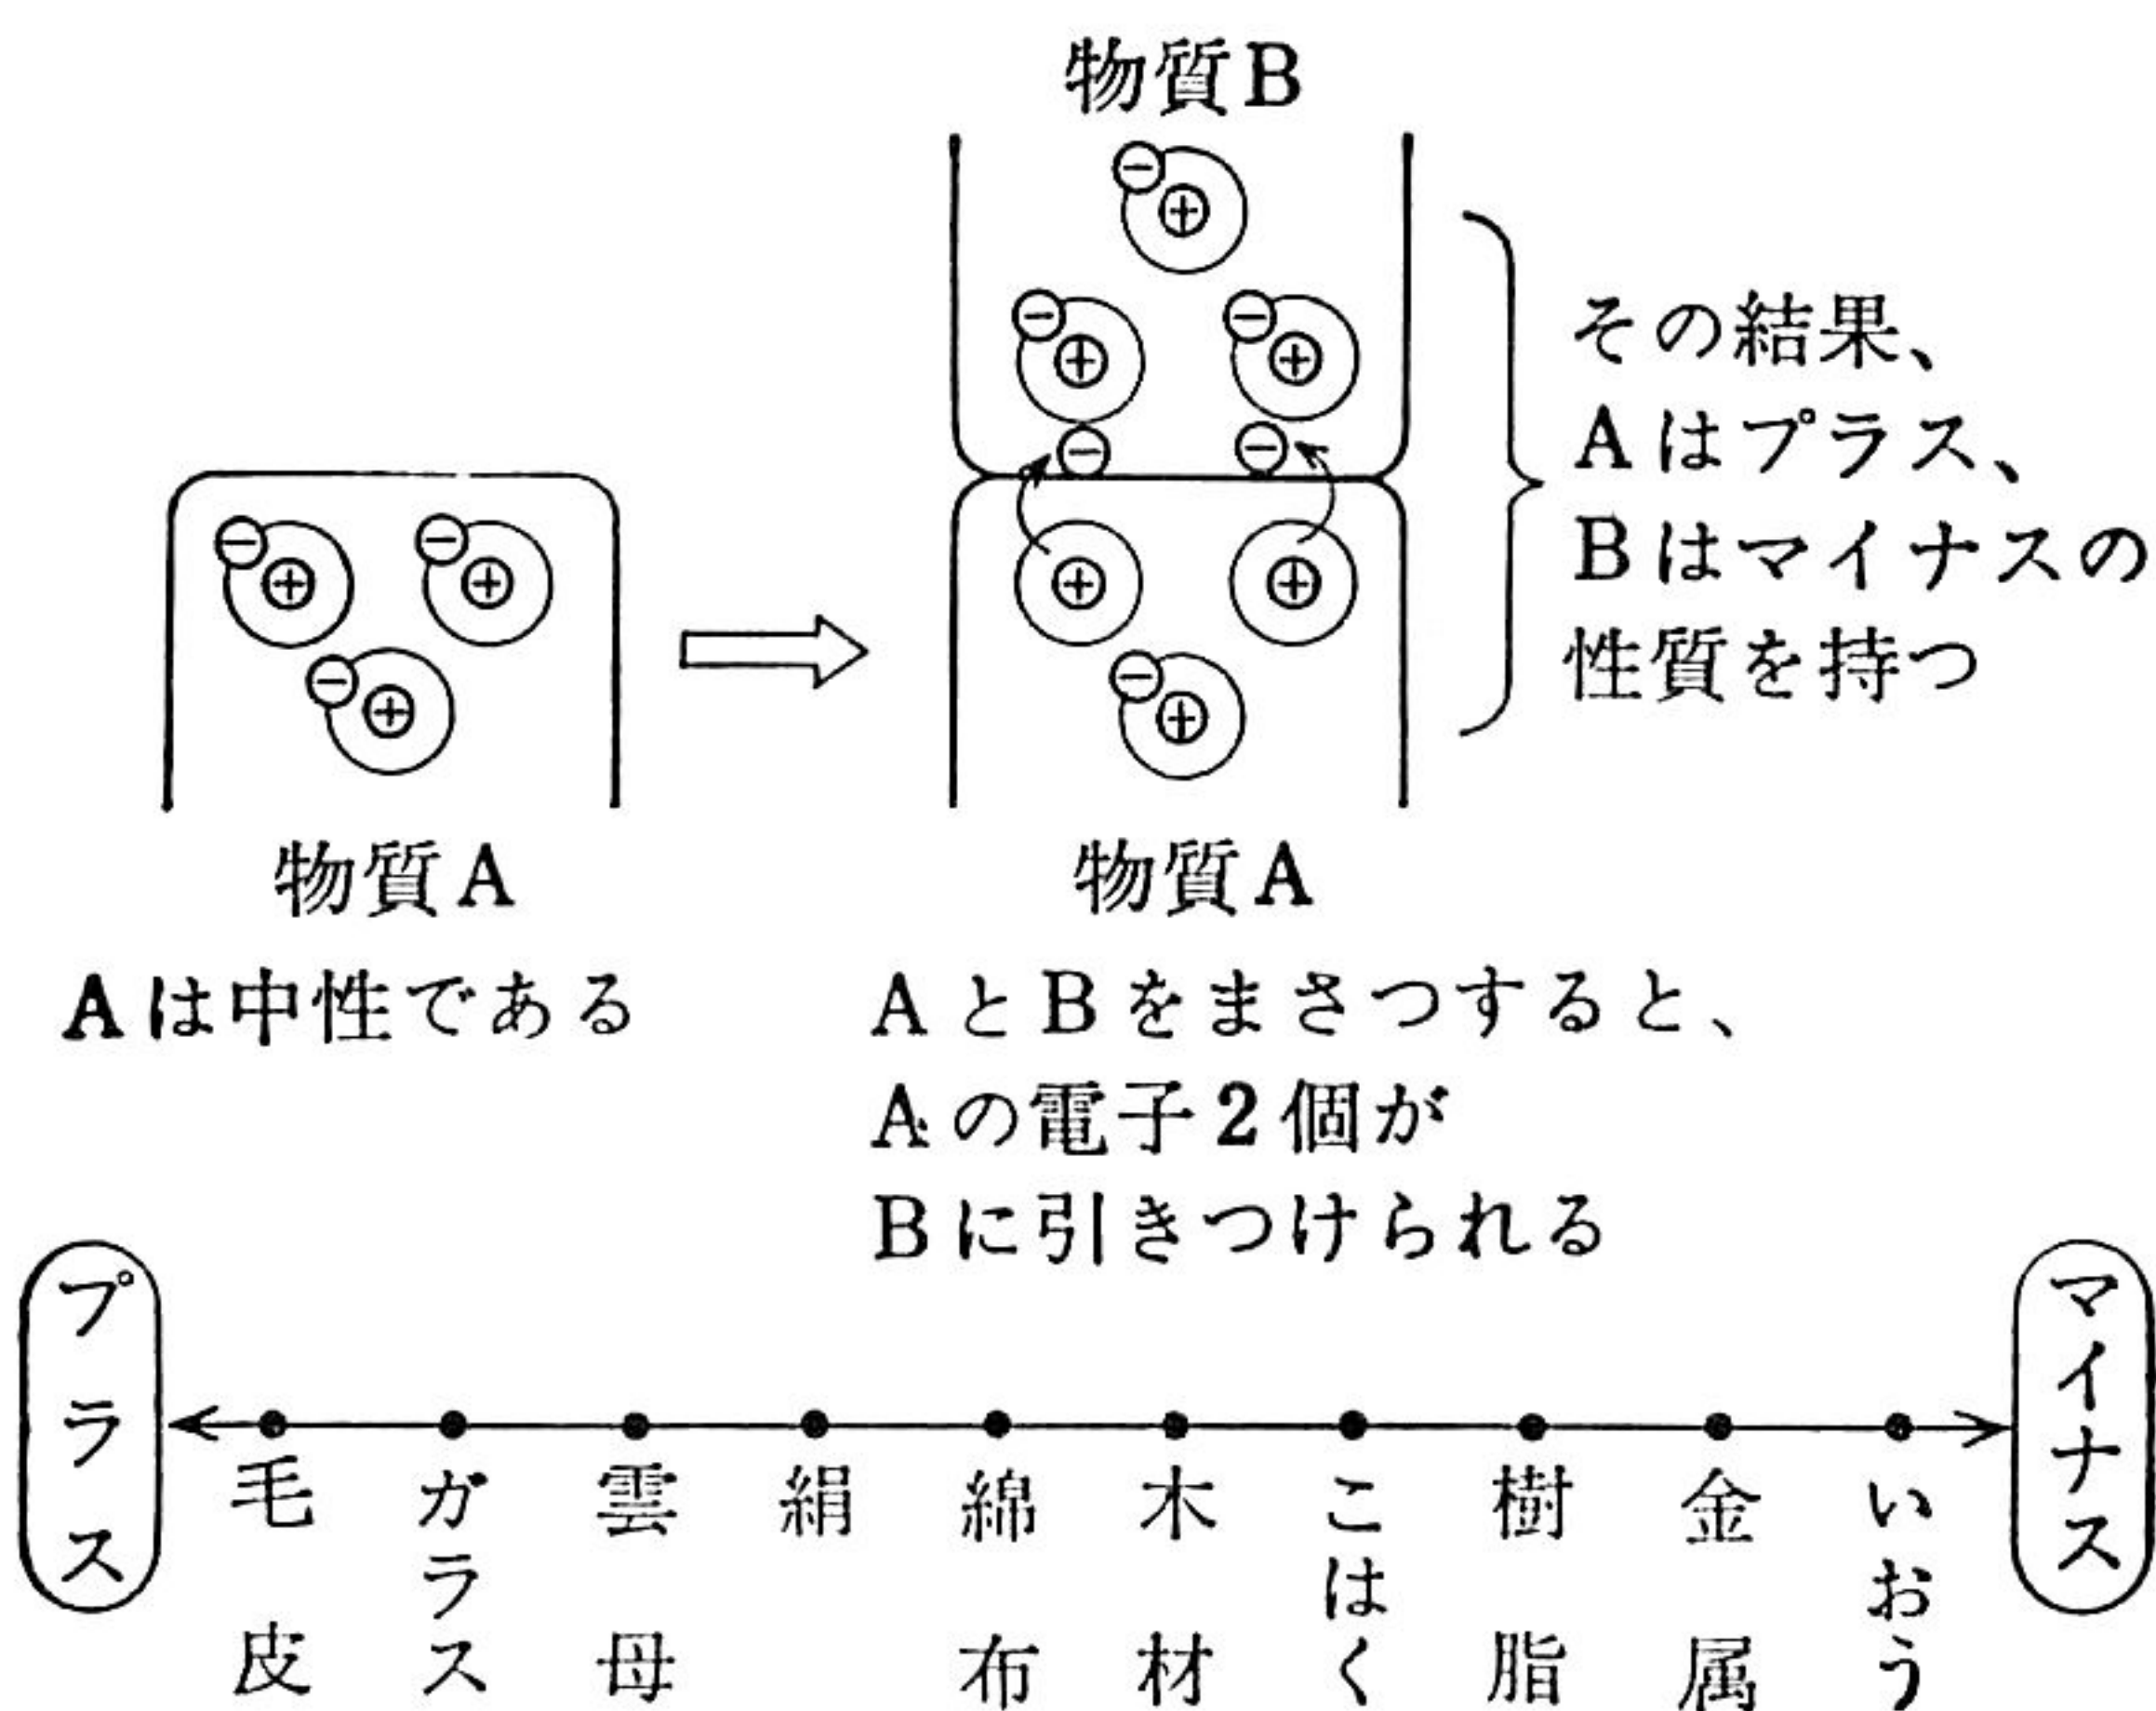 物質B
その結果、
Aはプラス、
Bはマイナスの
性質を持つ
物質A
物質A
Aは中性である
AとBをまさつすると、
Aの電子2個が
Bに引きつけられる
プラス
マイナス
毛皮
ガラス
雲母
絹
綿布
木材
こはく
樹脂
金属
いおう